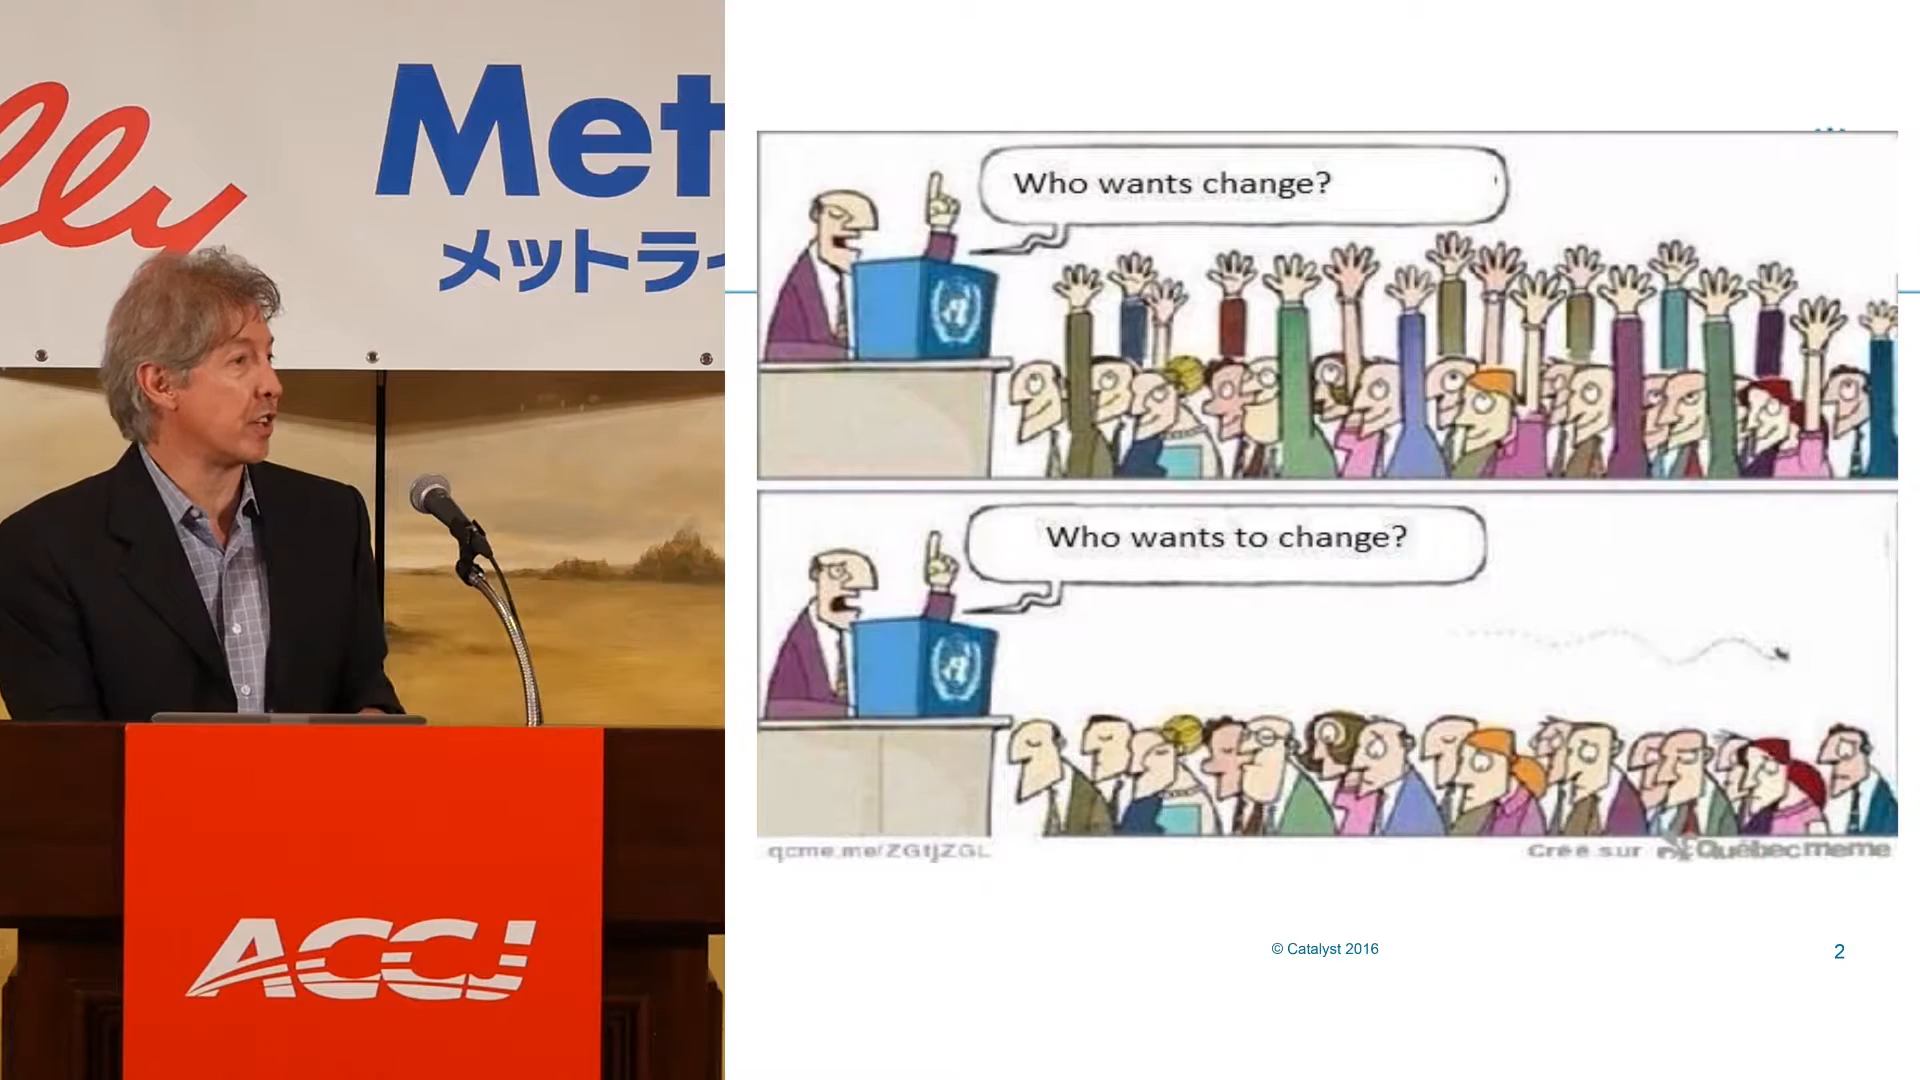 lly
Met
メットラ
ACCJ
Who wants change?
Who wants to change?
qcme.me/ZGtjZGL
Créé sur Québecmeme
© Catalyst 2016
2